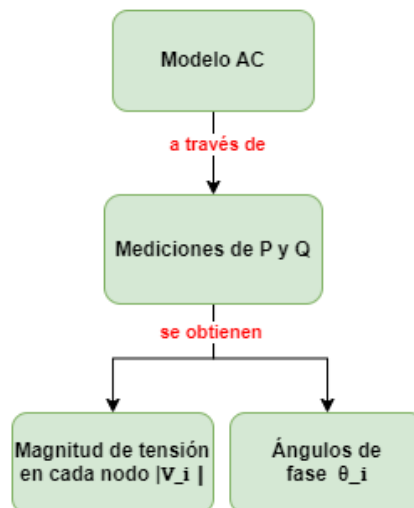 Modelo AC
a través de
Mediciones de P y Q
se obtienen
Magnitud de tensión
en cada nodo |V_i |
Ángulos de
fase θ_i